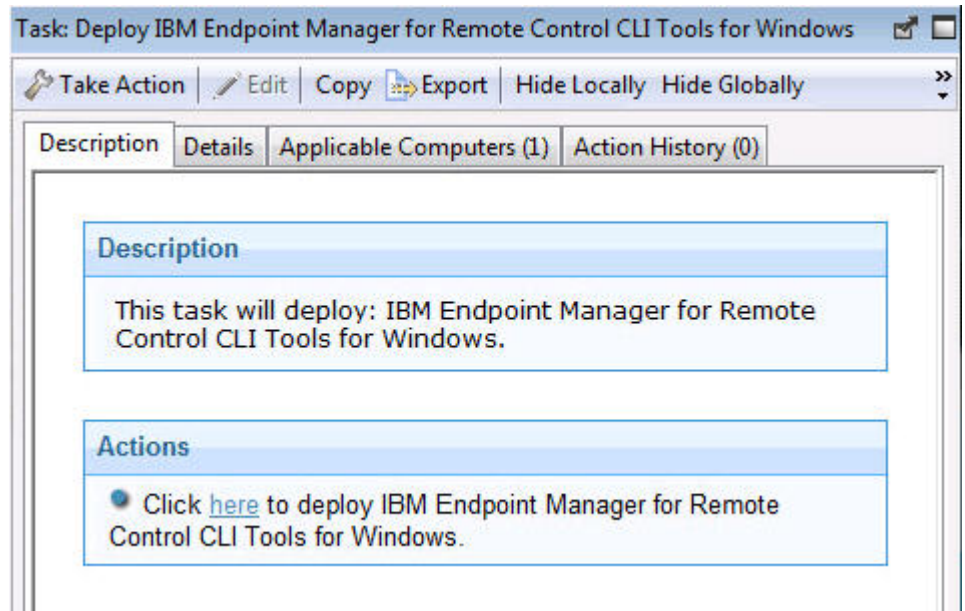 Task: Deploy IBM Endpoint Manager for Remote Control CLI Tools for Windows
Take Action Edit Copy Export Hide Locally Hide Globally
Description Details Applicable Computers (1) Action History (0)
Description
This task will deploy: IBM Endpoint Manager for Remote
Control CLI Tools for Windows.
Actions
Click here to deploy IBM Endpoint Manager for Remote
Control CLI Tools for Windows.